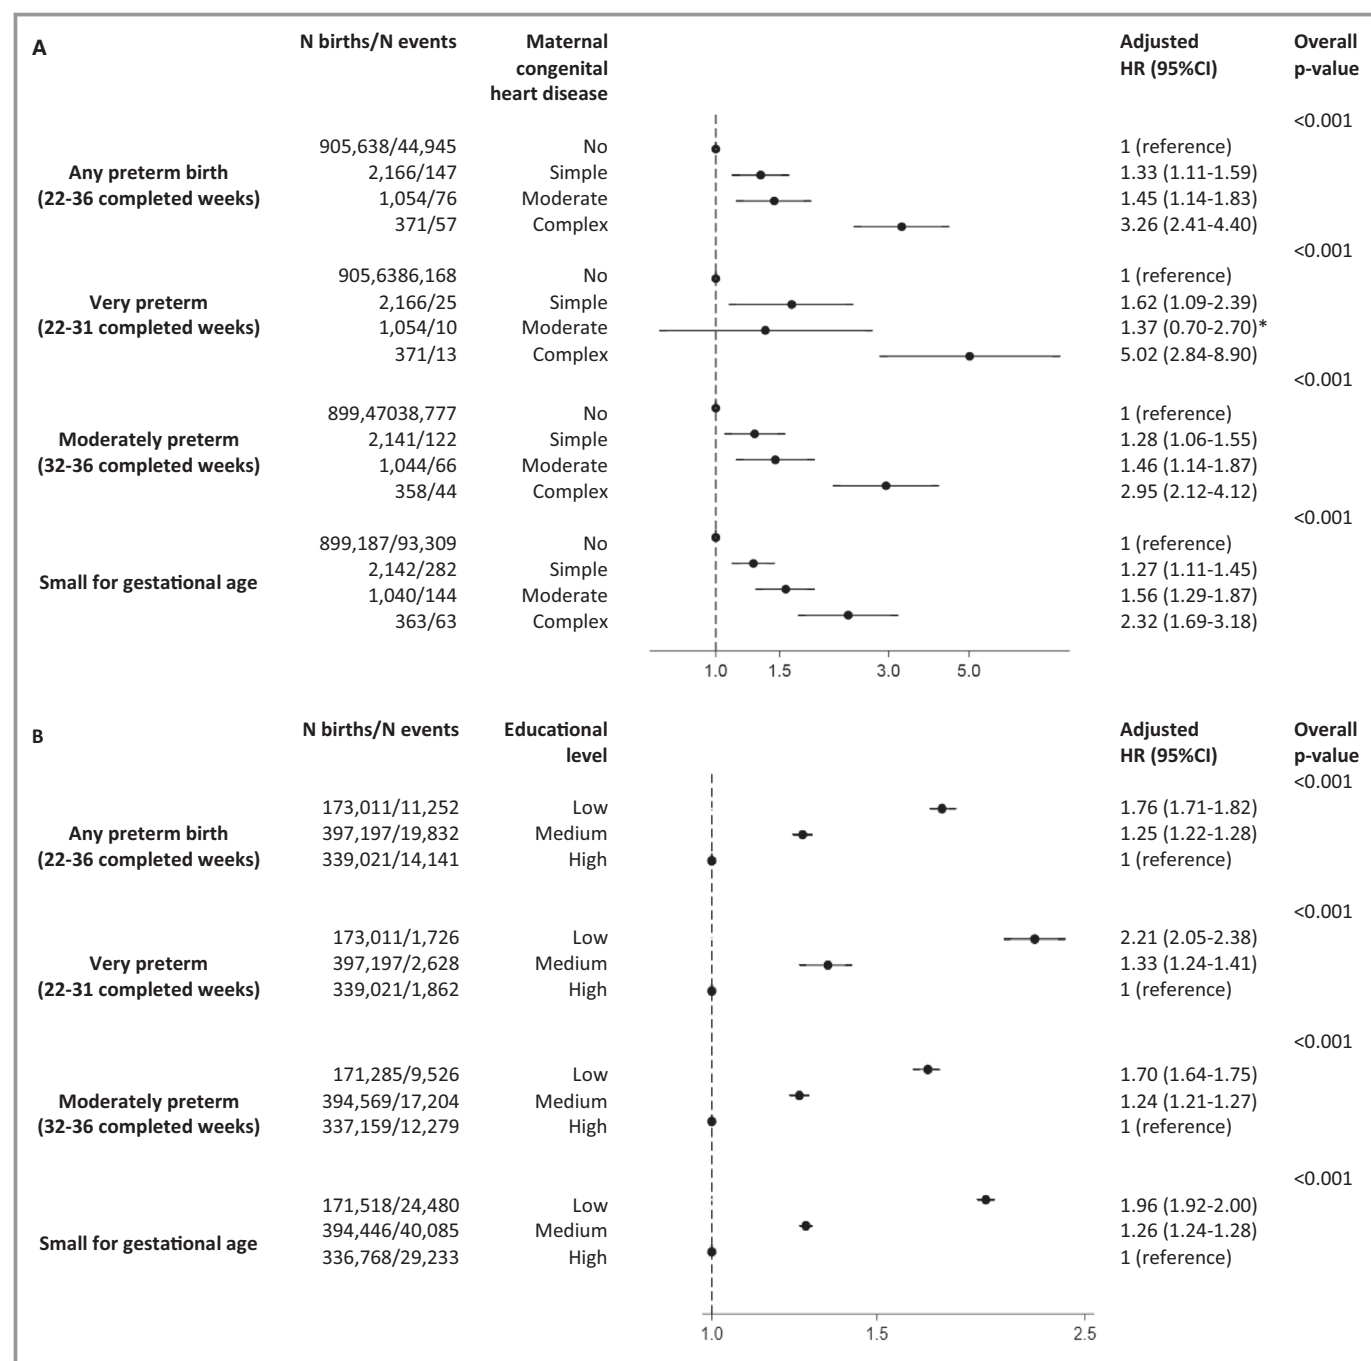 A N births/N events Maternal congenital heart disease Adjusted HR (95%CI) Overall p-value
<0.001
905,638/44,945 No 1 (reference)
Any preterm birth 2,166/147 Simple 1.33 (1.11-1.59)
(22-36 completed weeks) 1,054/76 Moderate 1.45 (1.14-1.83)
371/57 Complex 3.26 (2.41-4.40)
<0.001
905,6386,168 No 1 (reference)
Very preterm 2,166/25 Simple 1.62 (1.09-2.39)
(22-31 completed weeks) 1,054/10 Moderate 1.37 (0.70-2.70)*
371/13 Complex 5.02 (2.84-8.90)
<0.001
899,47038,777 No 1 (reference)
Moderately preterm 2,141/122 Simple 1.28 (1.06-1.55)
(32-36 completed weeks) 1,044/66 Moderate 1.46 (1.14-1.87)
358/44 Complex 2.95 (2.12-4.12)
<0.001
899,187/93,309 No 1 (reference)
2,142/282 Simple 1.27 (1.11-1.45)
Small for gestational age 1,040/144 Moderate 1.56 (1.29-1.87)
363/63 Complex 2.32 (1.69-3.18)
1.0 1.5 3.0 5.0
B N births/N events Educational level Adjusted HR (95%CI) Overall p-value
<0.001
173,011/11,252 Low 1.76 (1.71-1.82)
Any preterm birth 397,197/19,832 Medium 1.25 (1.22-1.28)
(22-36 completed weeks) 339,021/14,141 High 1 (reference)
<0.001
173,011/1,726 Low 2.21 (2.05-2.38)
Very preterm 397,197/2,628 Medium 1.33 (1.24-1.41)
(22-31 completed weeks) 339,021/1,862 High 1 (reference)
<0.001
171,285/9,526 Low 1.70 (1.64-1.75)
Moderately preterm 394,569/17,204 Medium 1.24 (1.21-1.27)
(32-36 completed weeks) 337,159/12,279 High 1 (reference)
<0.001
171,518/24,480 Low 1.96 (1.92-2.00)
Small for gestational age 394,446/40,085 Medium 1.26 (1.24-1.28)
336,768/29,233 High 1 (reference)
1.0 1.5 2.5